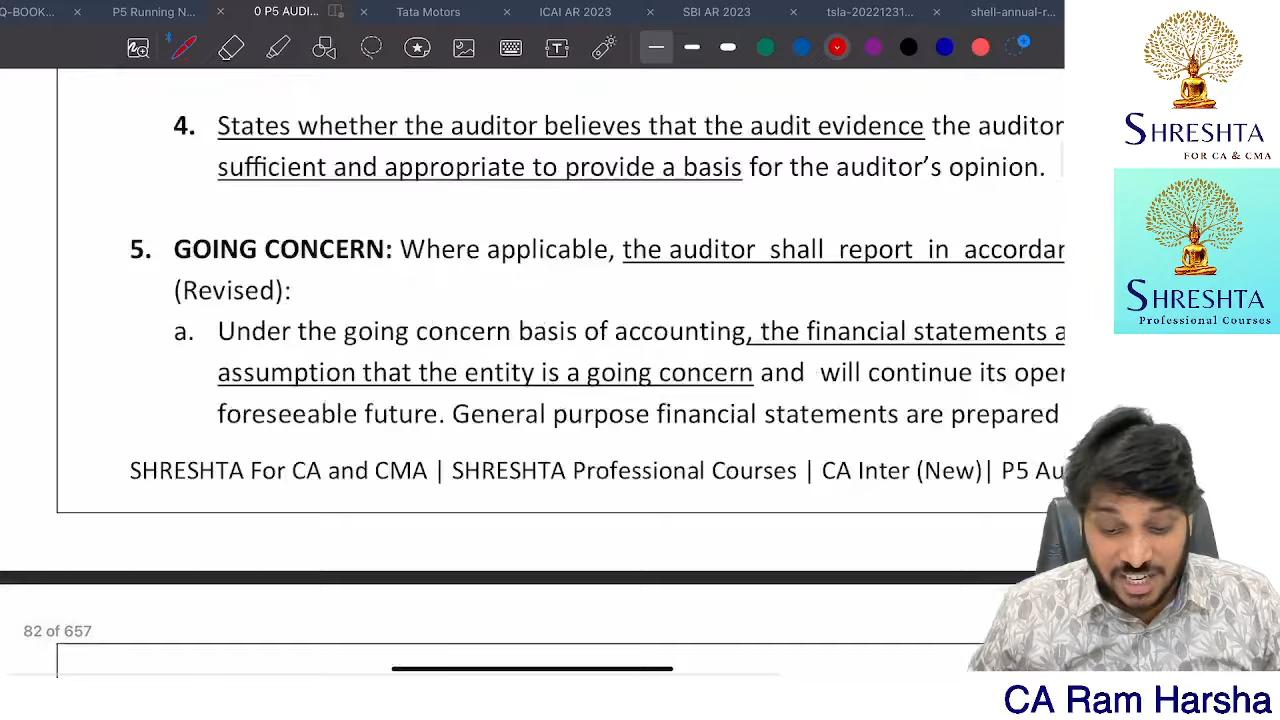 Q-BOOK...
P5 Running N...
0 P5 AUDI...
Tata Motors
ICAI AR 2023
SBI AR 2023
tsla-20221231...
shell-annual-r...
4. States whether the auditor believes that the audit evidence the auditor
sufficient and appropriate to provide a basis for the auditor's opinion.
5. GOING CONCERN: Where applicable, the auditor shall report in accordan
(Revised):
a. Under the going concern basis of accounting, the financial statements a
assumption that the entity is a going concern and will continue its oper
foreseeable future. General purpose financial statements are prepared
SHRESHTA For CA and CMA | SHRESHTA Professional Courses | CA Inter (New)| P5 Au
82 of 657
SHRESHTA
FOR CA & CMA
SHRESHTA
Professional Courses
CA Ram Harsha